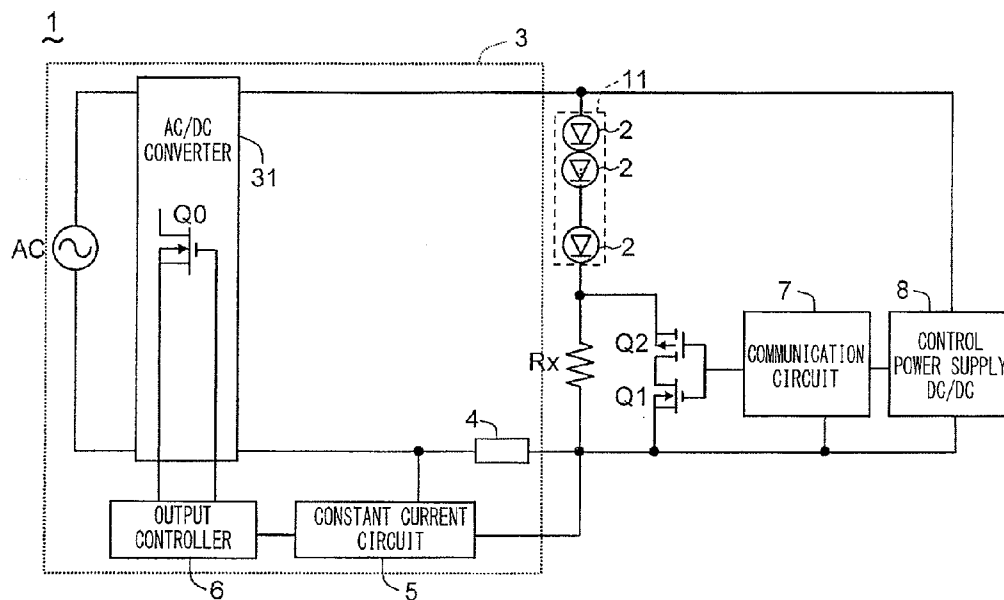 1
3
11
AC/DC
CONVERTER
31
2
2
2
Q0
AC
7
8
Q2
Q1
Rx
COMMUNICATION
CIRCUIT
CONTROL
POWER SUPPLY
DC/DC
4
OUTPUT
CONTROLLER
CONSTANT CURRENT
CIRCUIT
6
5